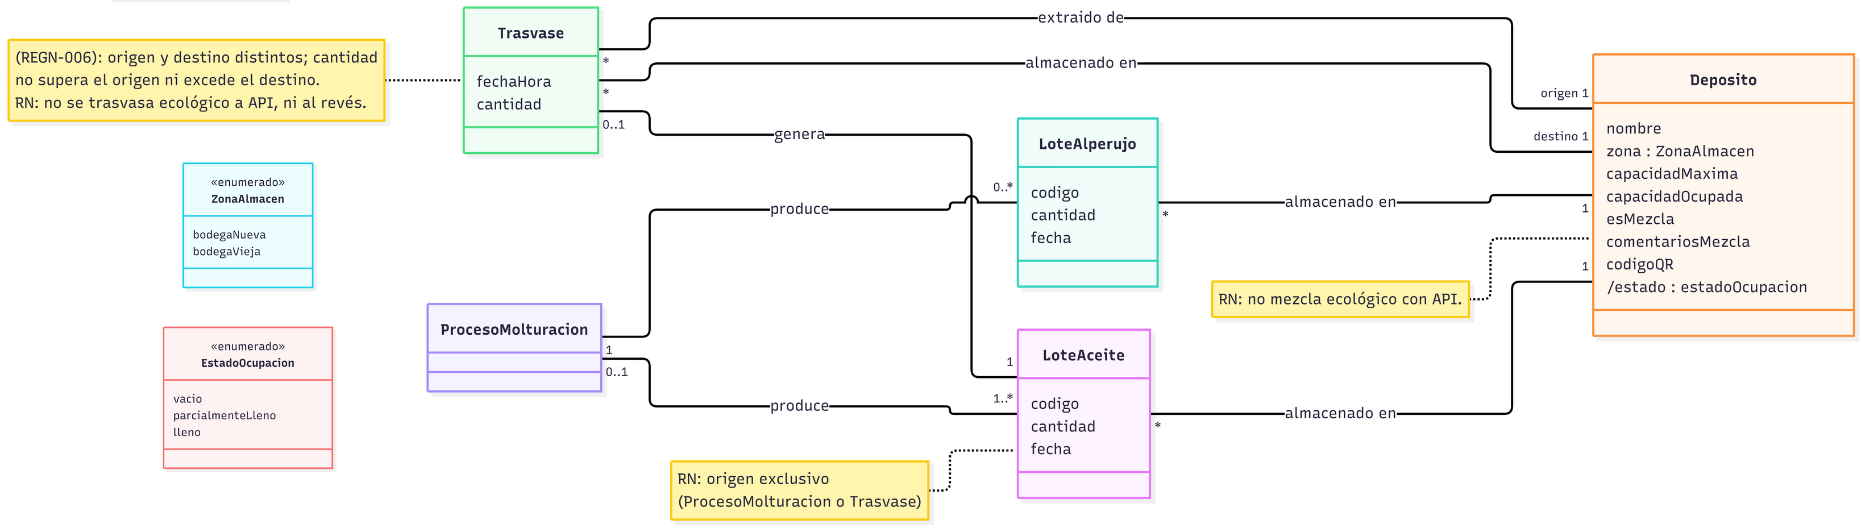 (REGN-006): origen y destino distintos; cantidad
no supera el origen ni excede el destino.
RN: no se trasvasa ecológico a API, ni al revés.
Trasvase
fechaHora
cantidad
*
*
0..1
extraido de
almacenado en
genera
origen 1
destino 1
Deposito
nombre
zona : ZonaAlmacen
capacidadMaxima
capacidadOcupada
esMezcla
comentariosMezcla
codigoQR
/estado : estadoOcupacion
1
1
LoteAlperujo
codigo
cantidad
fecha
0..*
*
almacenado en
produce
«enumerado»
ZonaAlmacen
bodegaNueva
bodegaVieja
RN: no mezcla ecológico con API.
ProcesoMolturacion
1
0..1
produce
«enumerado»
EstadoOcupacion
vacio
parcialmenteLleno
lleno
LoteAceite
codigo
cantidad
fecha
1
1..*
*
almacenado en
RN: origen exclusivo
(ProcesoMolturacion o Trasvase)